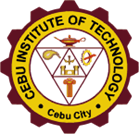 CEBU INSTITUTE OF TECHNOLOGY
• Cebu City •